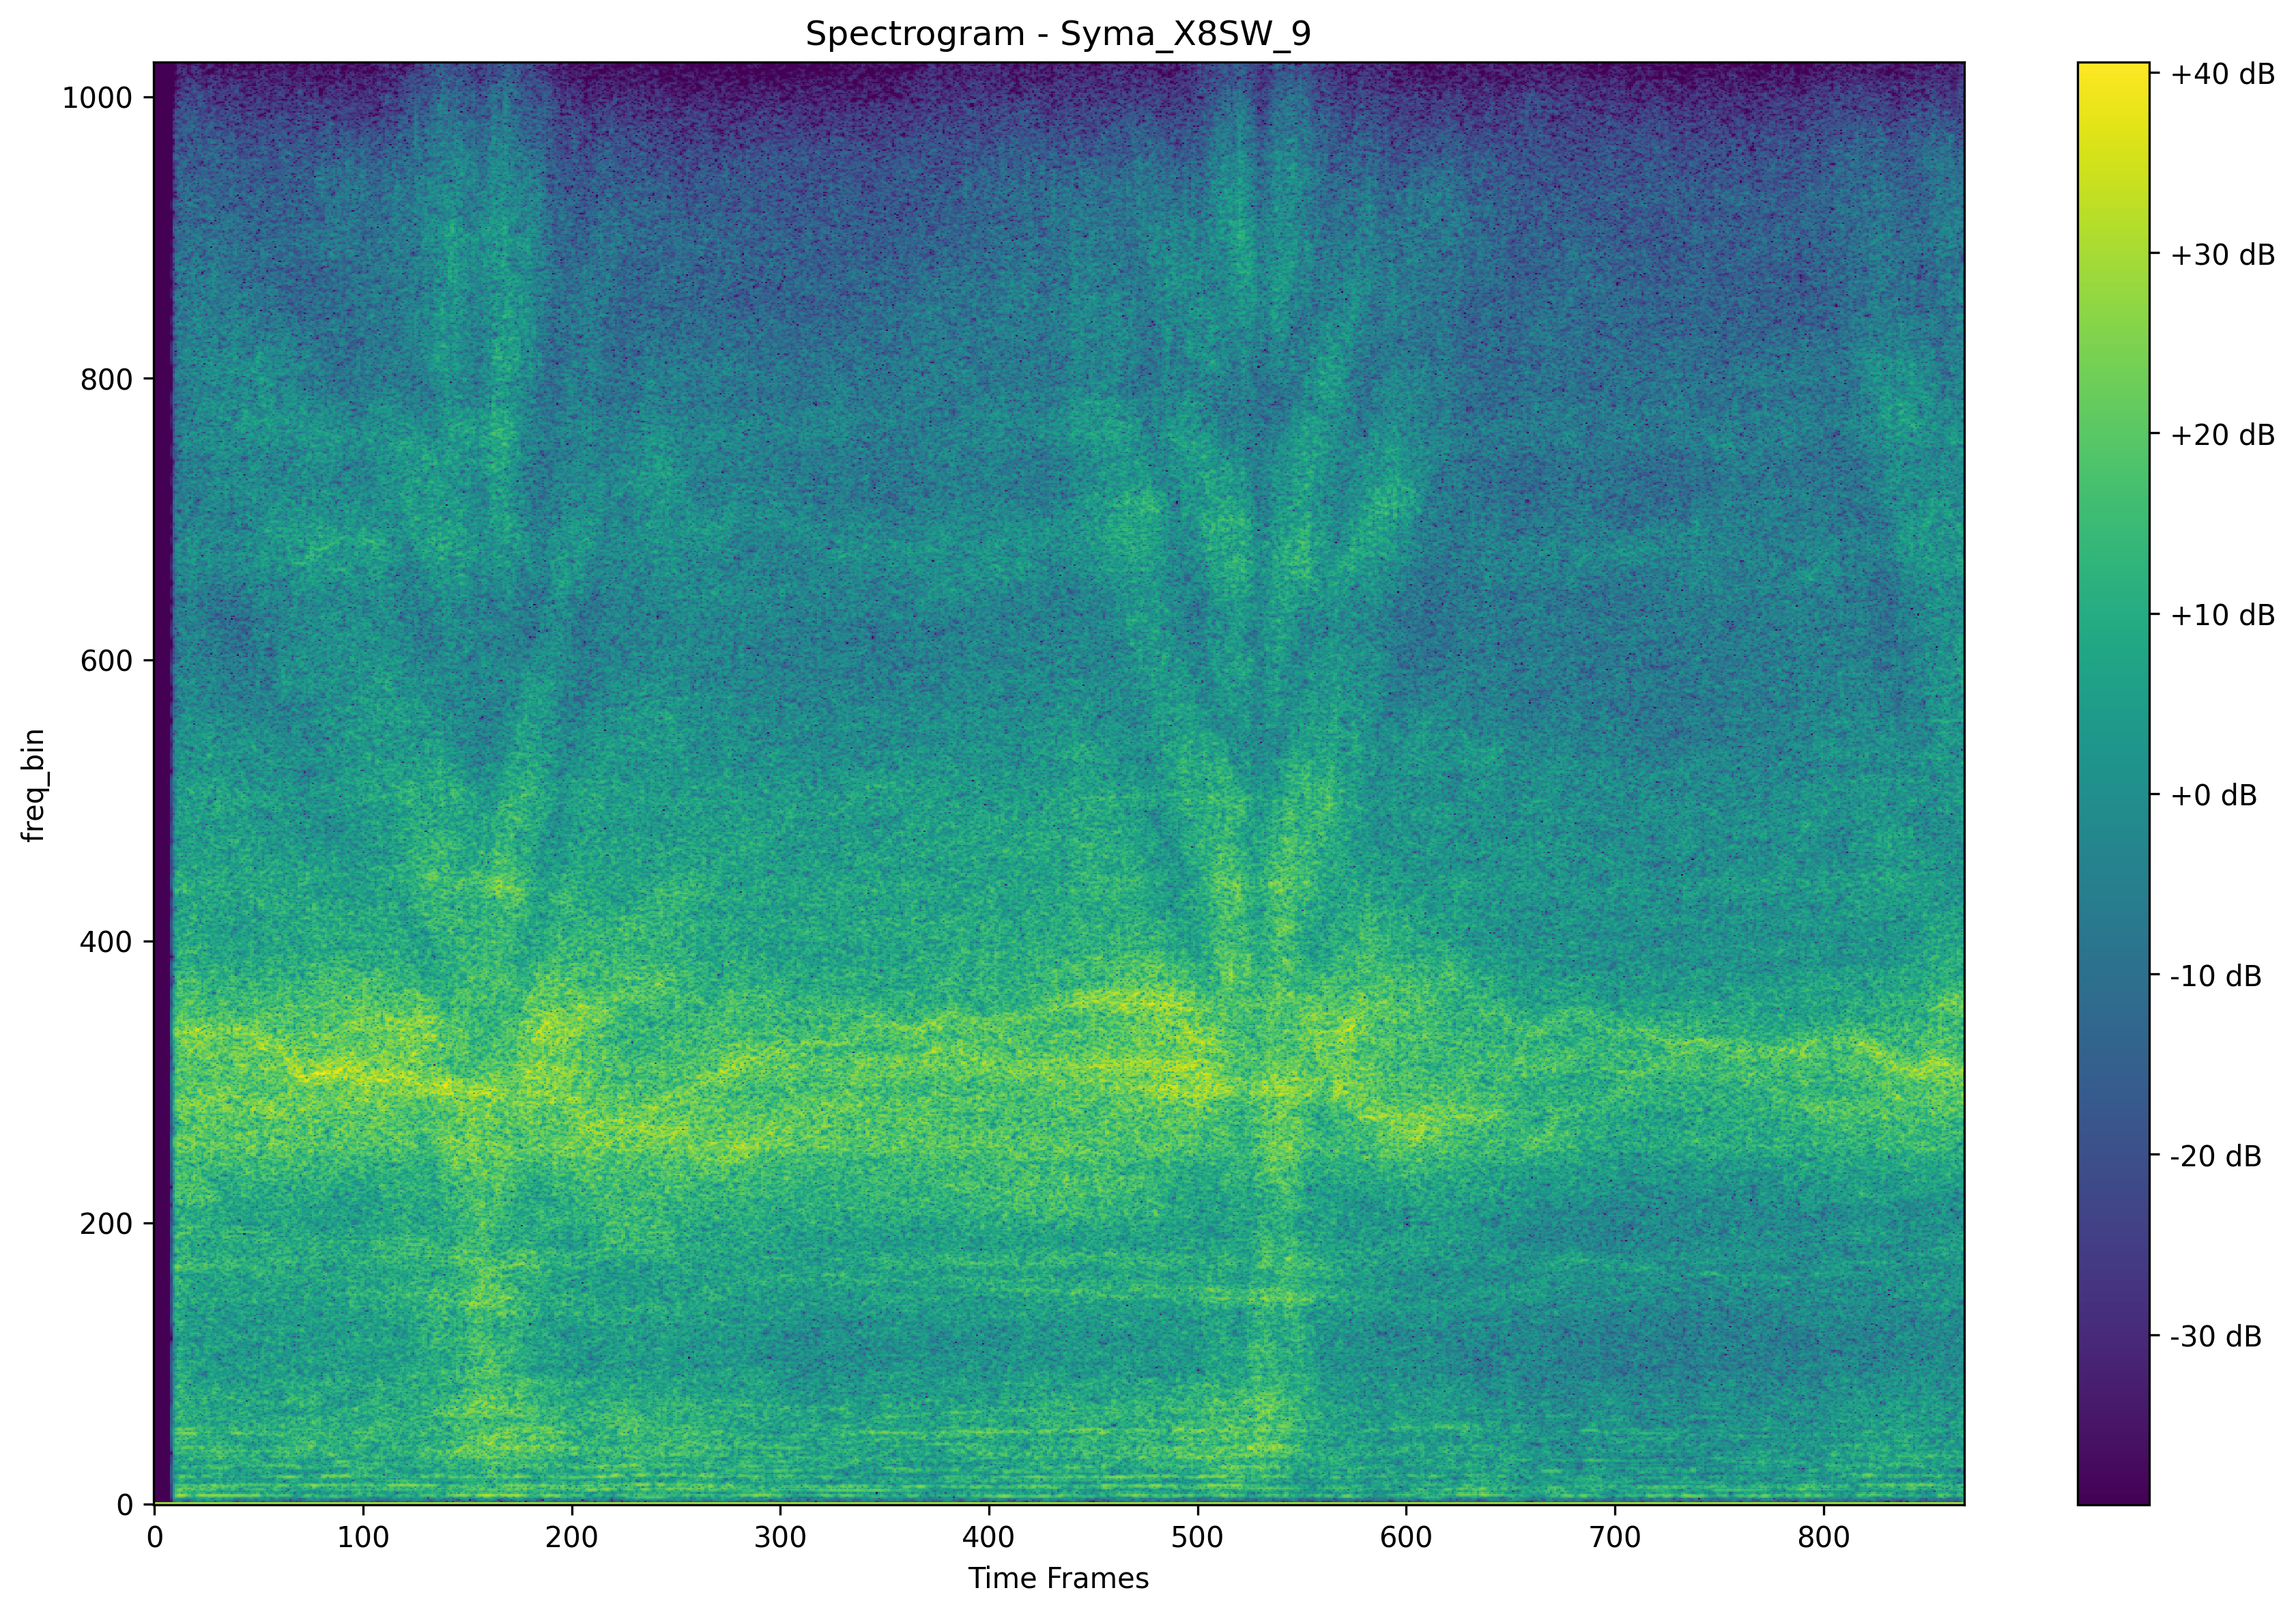 Spectrogram - Syma_X8SW_9
1000
800
600
400
200
0
freq_bin
0 100 200 300 400 500 600 700 800
Time Frames
+40 dB
+30 dB
+20 dB
+10 dB
+0 dB
-10 dB
-20 dB
-30 dB